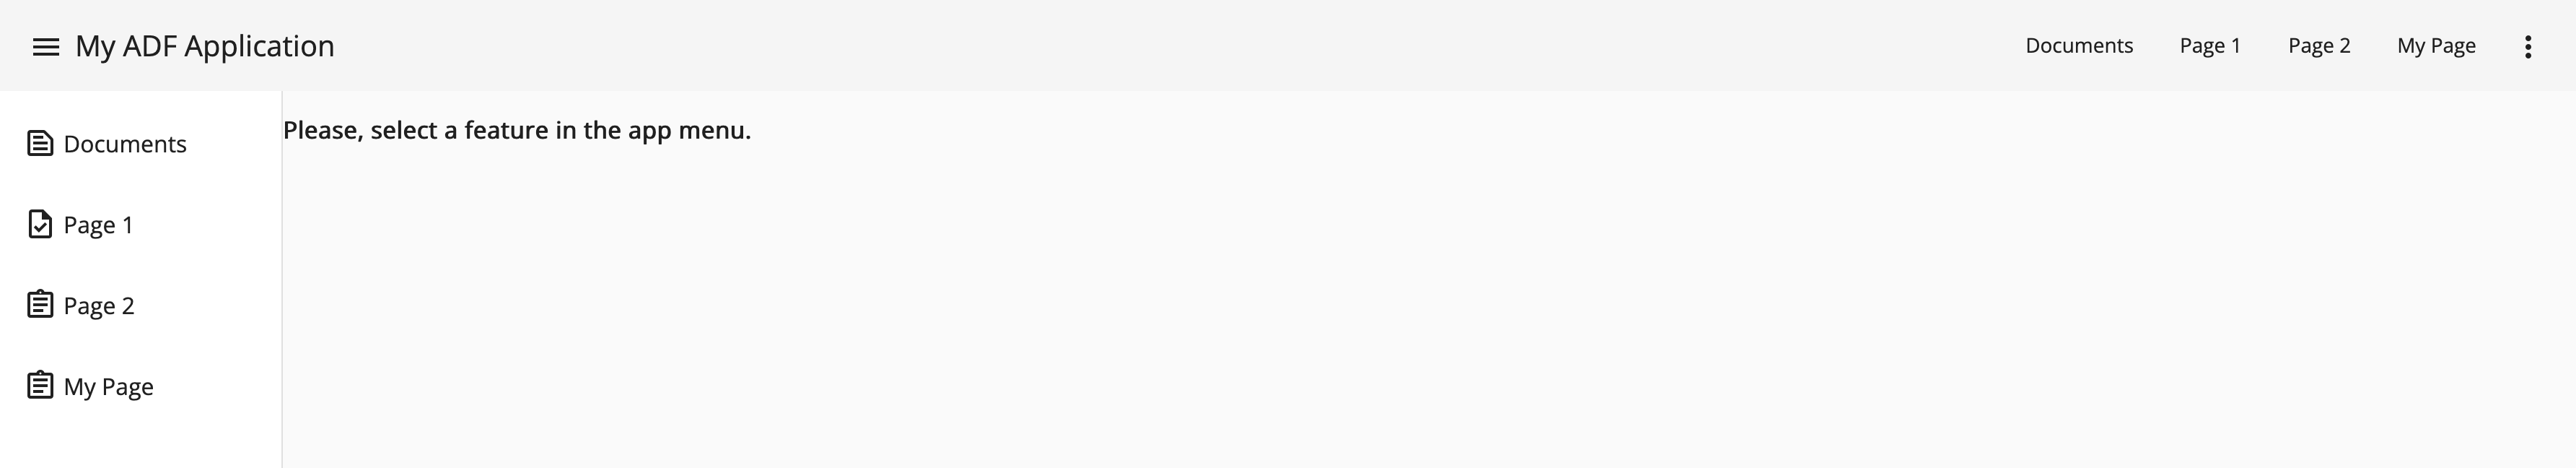 My ADF Application
Documents Page 1 Page 2 My Page
Documents
Page 1
Page 2
My Page
Please, select a feature in the app menu.